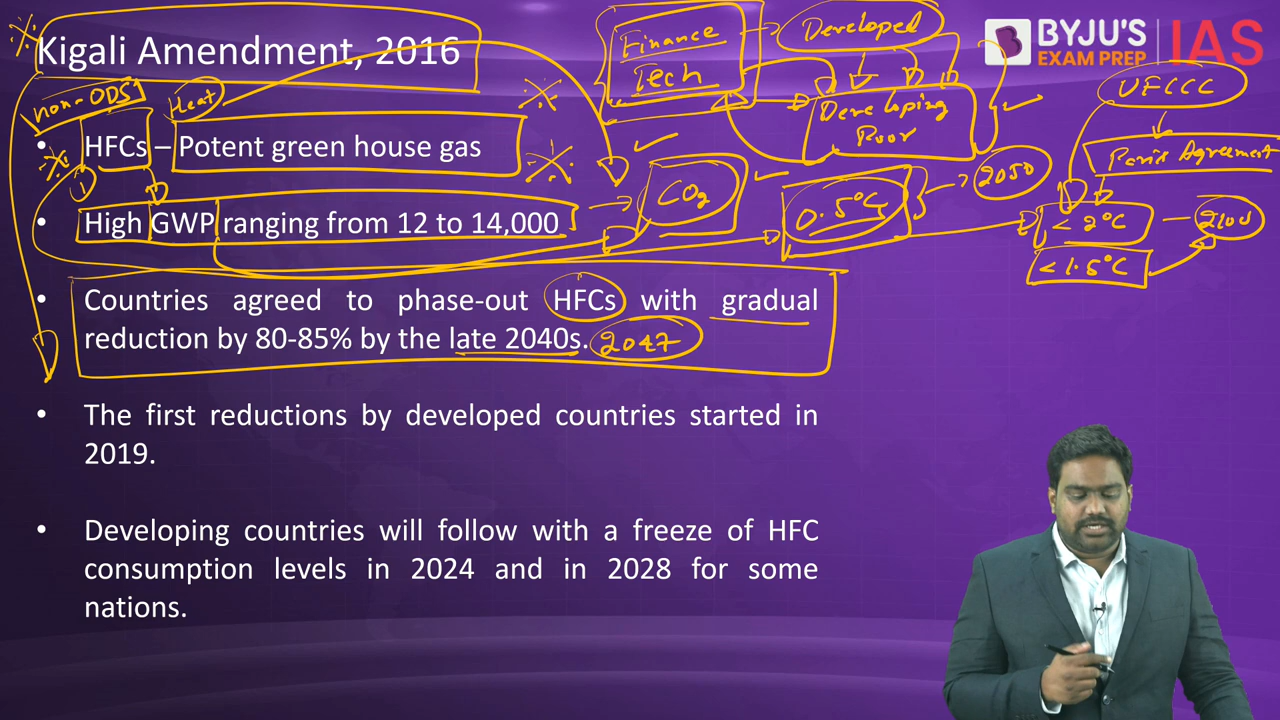 Kigali Amendment, 2016
Finance
Tech
Developed
Developing
Poor
BYJU'S
EXAM PREP
IAS
UFCCC
Paris Agreement
non-ODS
Heat
• HFCs – Potent green house gas
1
CO2
0.5°C
2050
< 2°C
2100
< 1.5°C
• High GWP ranging from 12 to 14,000
• Countries agreed to phase-out HFCs with gradual
reduction by 80-85% by the late 2040s. 2047
• The first reductions by developed countries started in
2019.
• Developing countries will follow with a freeze of HFC
consumption levels in 2024 and in 2028 for some
nations.